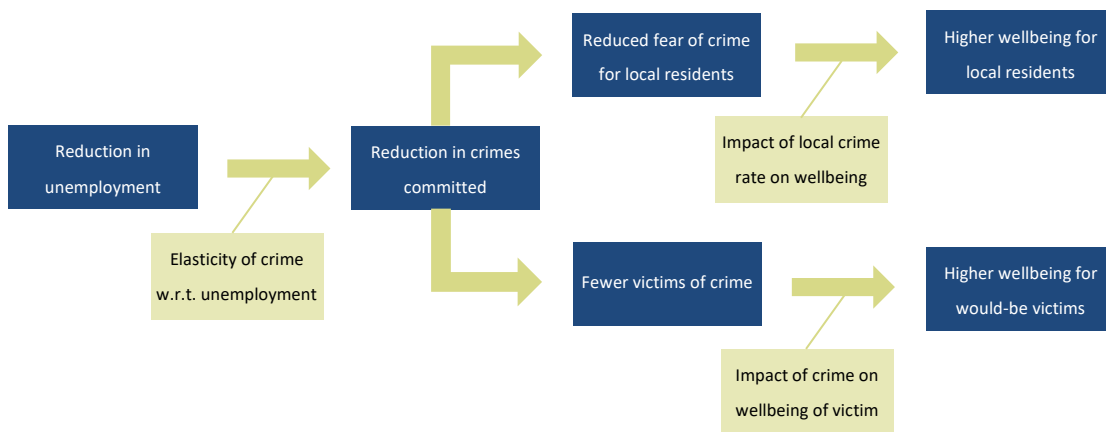 Reduction in
unemployment
Elasticity of crime
w.r.t. unemployment
Reduction in crimes
committed
Reduced fear of crime
for local residents
Impact of local crime
rate on wellbeing
Higher wellbeing for
local residents
Fewer victims of crime
Impact of crime on
wellbeing of victim
Higher wellbeing for
would-be victims